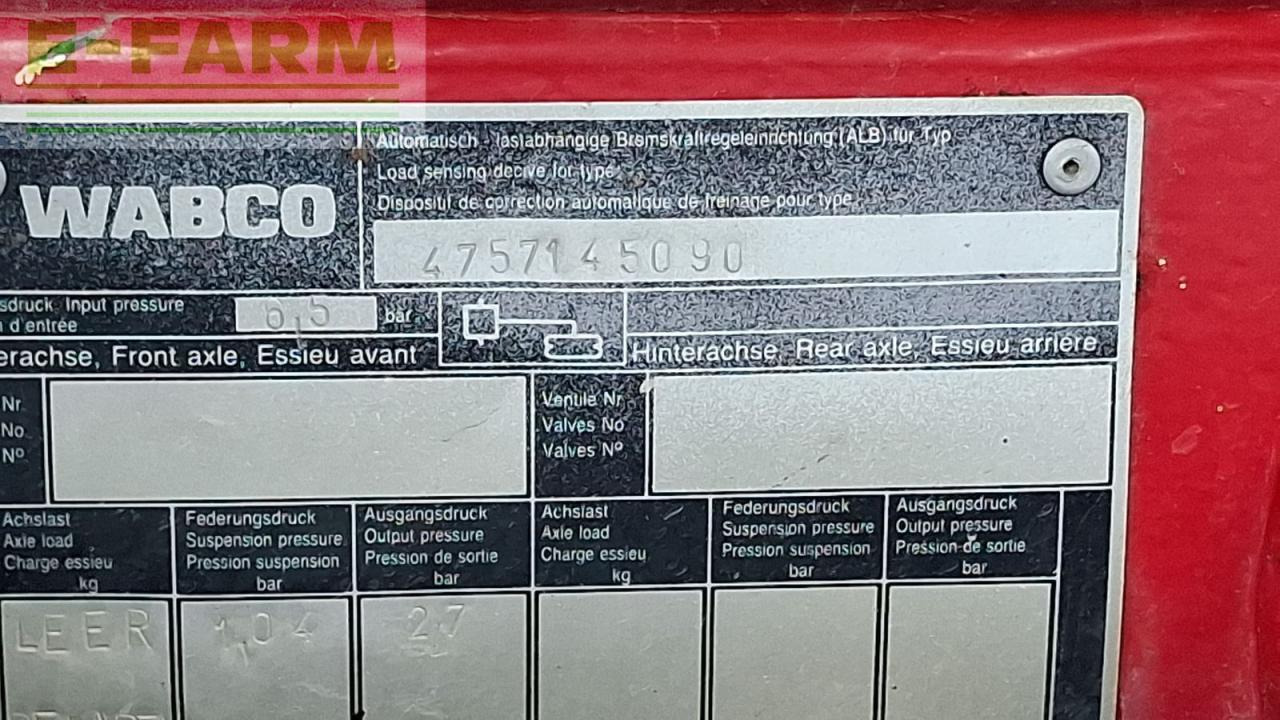 E-FARM
WABCO
Automatisch - lastabhängige Bremskraftregeleinrichtung (ALB) für Typ
Load sensing decive for type
Dispositif de correction automatique de freinage pour type
4757145090
sdruck Input pressure
d'entrée
6,5
bar
erachse, Front axle, Essieu avant
Hinterachse, Rear axle, Essieu arrière
Nr
No
Nº
Ventile Nr
Valves No
Valves Nº
Achslast
Axle load
Charge essieu
kg
Federungsdruck
Suspension pressure
Pression suspension
bar
Ausgangsdruck
Output pressure
Pression de sortie
bar
Achslast
Axle load
Charge essieu
kg
Federungsdruck
Suspension pressure
Pression suspension
bar
Ausgangsdruck
Output pressure
Pression de sortie
bar
LEER
1,04
2,7